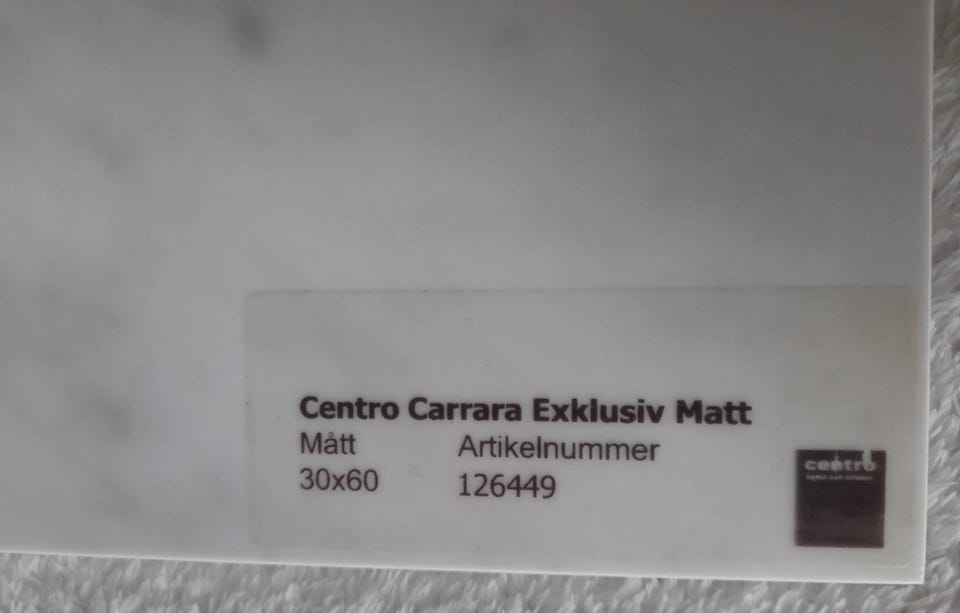 Centro Carrara Exklusiv Matt
Mått Artikelnummer
30x60 126449
centro